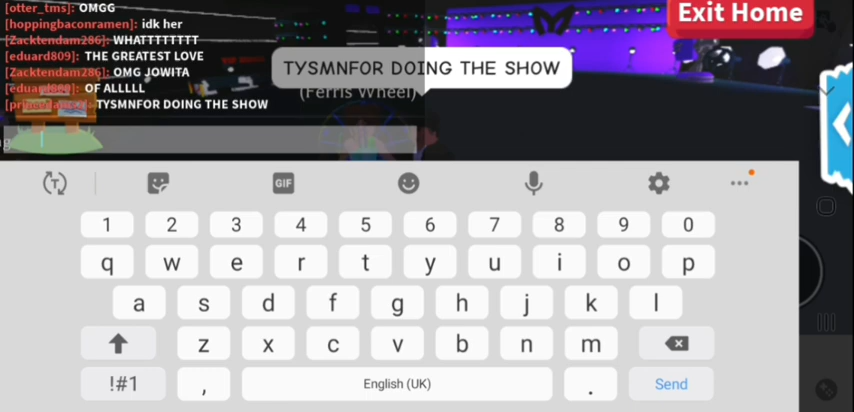 [otter_tms]: OMGG
[hoppingbaconramen]: idk her
[Zacktendam286]: WHATTTTTTTT
[eduard809]: THE GREATEST LOVE
[Zacktendam286]: OMG JOWITA
[eduard809]: OF ALLLLL
TYSMNFOR DOING THE SHOW
Exit Home
TYSMNFOR DOING THE SHOW
(Ferris Wheel)
T
GIF
1 2 3 4 5 6 7 8 9 0
q w e r t y u i o p
a s d f g h j k l
z x c v b n m
!#1 , English (UK) . Send